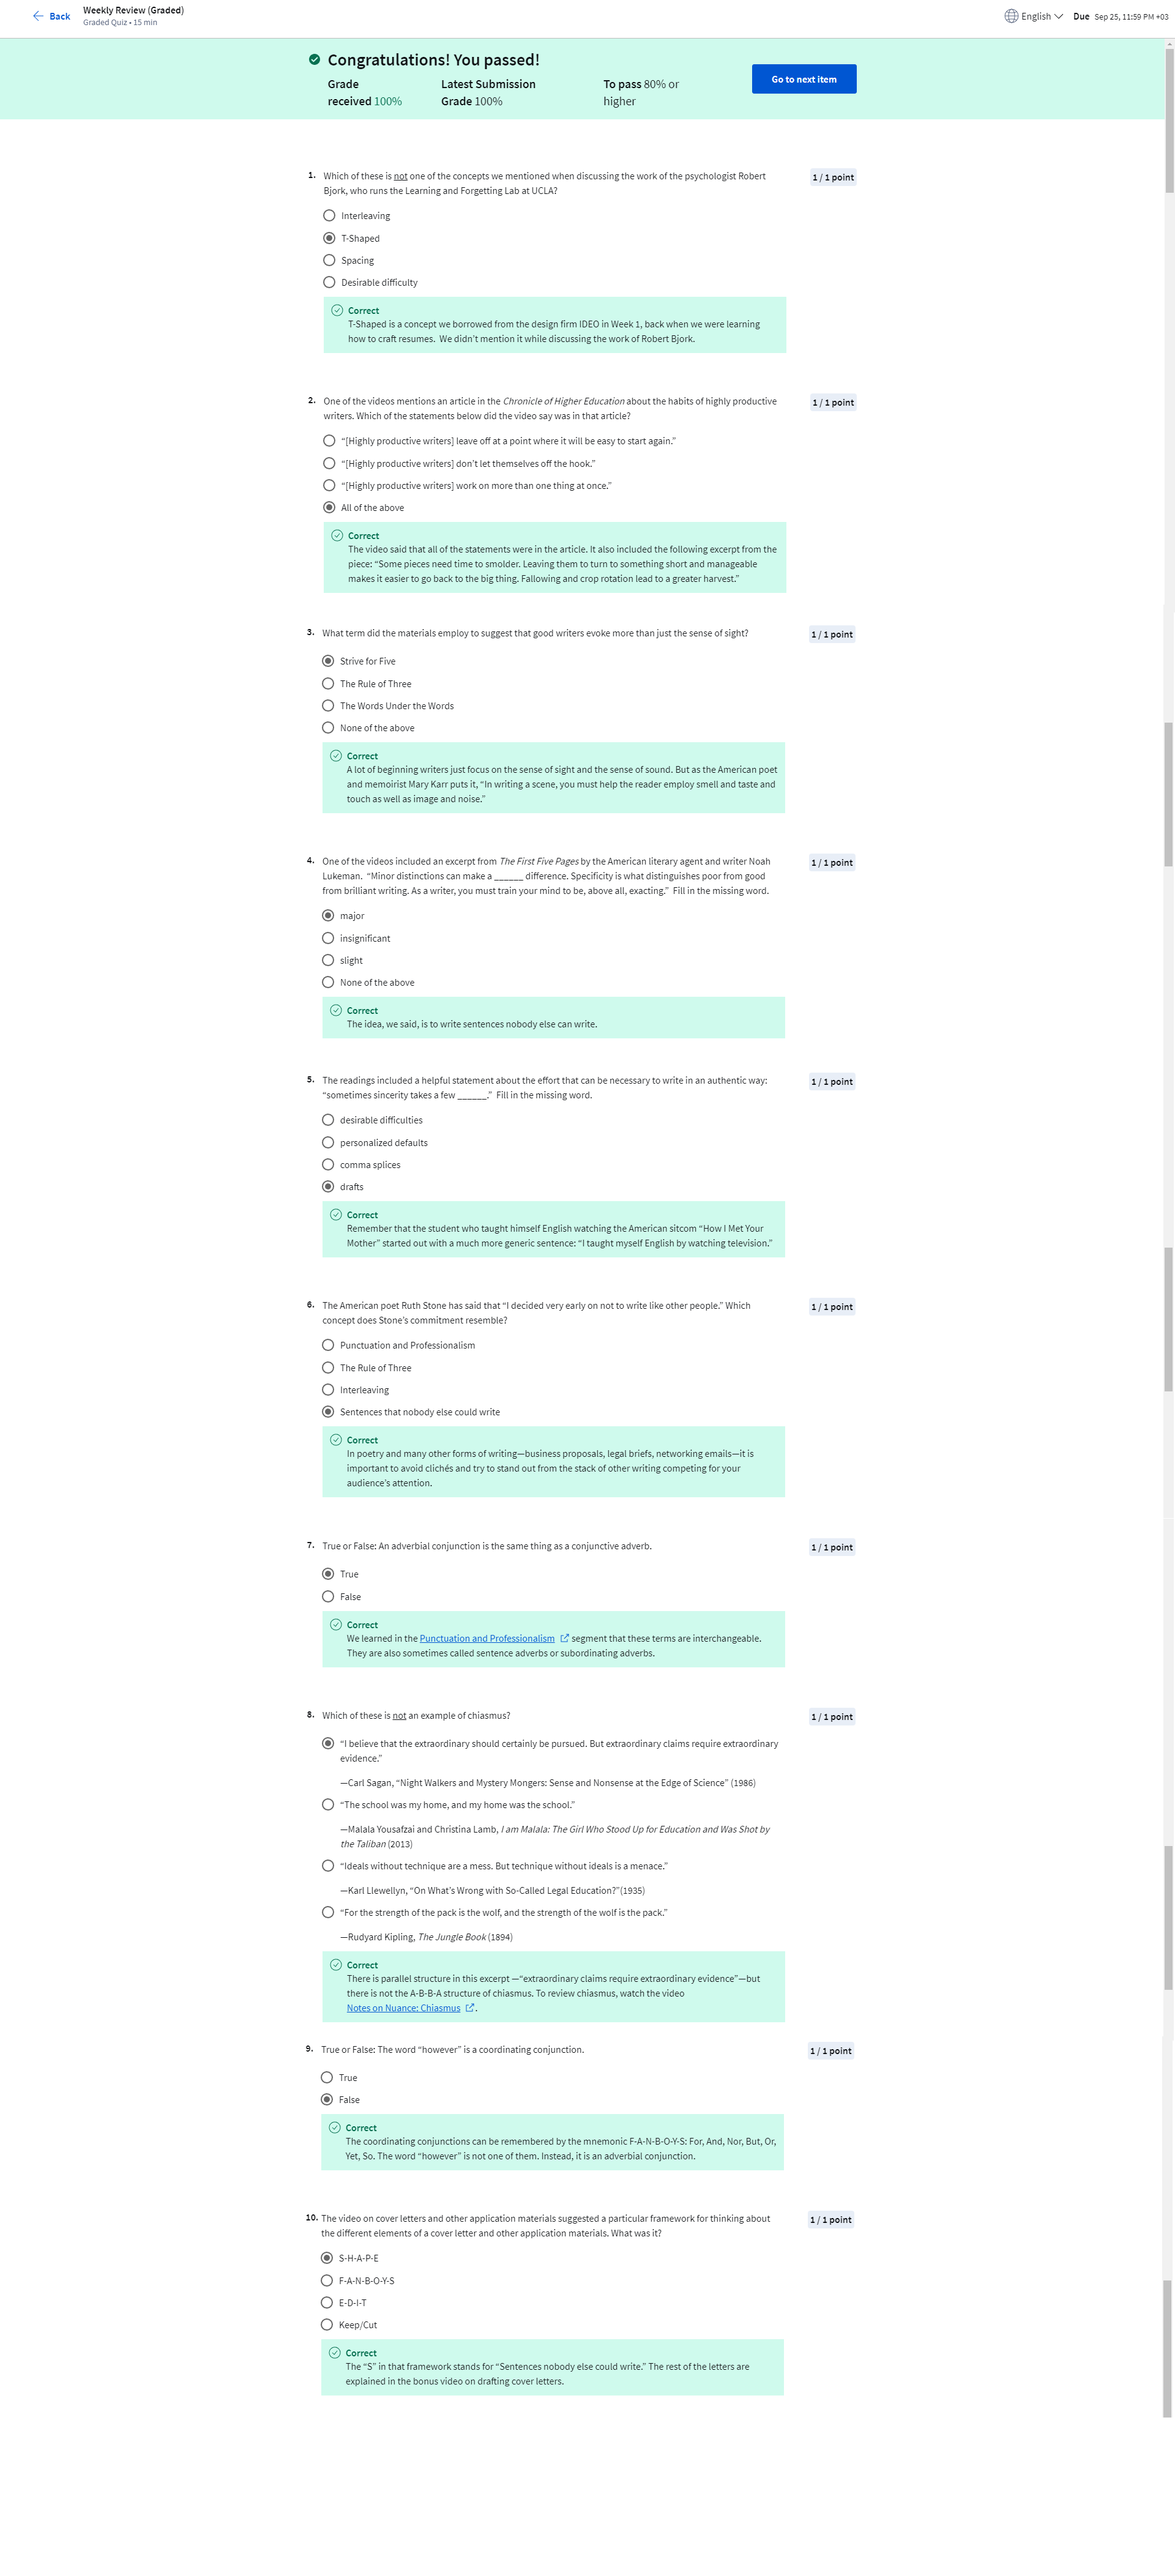 Back
Weekly Review (Graded)
Graded Quiz • 15 min
English
Due Sep 25, 11:59 PM +03
Congratulations! You passed!
Grade
received 100%
Latest Submission
Grade 100%
To pass 80% or
higher
Go to next item
1. Which of these is not one of the concepts we mentioned when discussing the work of the psychologist Robert
Bjork, who runs the Learning and Forgetting Lab at UCLA?
1 / 1 point
Interleaving
T-Shaped
Spacing
Desirable difficulty
Correct
T-Shaped is a concept we borrowed from the design firm IDEO in Week 1, back when we were learning
how to craft resumes. We didn't mention it while discussing the work of Robert Bjork.
2. One of the videos mentions an article in the Chronicle of Higher Education about the habits of highly productive
writers. Which of the statements below did the video say was in that article?
1 / 1 point
“[Highly productive writers] leave off at a point where it will be easy to start again.”
“[Highly productive writers] don't let themselves off the hook.”
“[Highly productive writers] work on more than one thing at once.”
All of the above
Correct
The video said that all of the statements were in the article. It also included the following excerpt from the
piece: “Some pieces need time to smolder. Leaving them to turn to something short and manageable
makes it easier to go back to the big thing. Fallowing and crop rotation lead to a greater harvest.”
3. What term did the materials employ to suggest that good writers evoke more than just the sense of sight?
1 / 1 point
Strive for Five
The Rule of Three
The Words Under the Words
None of the above
Correct
A lot of beginning writers just focus on the sense of sight and the sense of sound. But as the American poet
and memoirist Mary Karr puts it, “In writing a scene, you must help the reader employ smell and taste and
touch as well as image and noise.”
4. One of the videos included an excerpt from The First Five Pages by the American literary agent and writer Noah
Lukeman. “Minor distinctions can make a ______ difference. Specificity is what distinguishes poor from good
from brilliant writing. As a writer, you must train your mind to be, above all, exacting.” Fill in the missing word.
1 / 1 point
major
insignificant
slight
None of the above
Correct
The idea, we said, is to write sentences nobody else can write.
5. The readings included a helpful statement about the effort that can be necessary to write in an authentic way:
“sometimes sincerity takes a few ______.” Fill in the missing word.
1 / 1 point
desirable difficulties
personalized defaults
comma splices
drafts
Correct
Remember that the student who taught himself English watching the American sitcom “How I Met Your
Mother” started out with a much more generic sentence: “I taught myself English by watching television.”
6. The American poet Ruth Stone has said that “I decided very early on not to write like other people.” Which
concept does Stone's commitment resemble?
1 / 1 point
Punctuation and Professionalism
The Rule of Three
Interleaving
Sentences that nobody else could write
Correct
In poetry and many other forms of writing—business proposals, legal briefs, networking emails—it is
important to avoid clichés and try to stand out from the stack of other writing competing for your
audience's attention.
7. True or False: An adverbial conjunction is the same thing as a conjunctive adverb.
1 / 1 point
True
False
Correct
We learned in the Punctuation and Professionalism segment that these terms are interchangeable.
They are also sometimes called sentence adverbs or subordinating adverbs.
8. Which of these is not an example of chiasmus?
1 / 1 point
“I believe that the extraordinary should certainly be pursued. But extraordinary claims require extraordinary
evidence.”
—Carl Sagan, “Night Walkers and Mystery Mongers: Sense and Nonsense at the Edge of Science” (1986)
“The school was my home, and my home was the school.”
—Malala Yousafzai and Christina Lamb, I am Malala: The Girl Who Stood Up for Education and Was Shot by
the Taliban (2013)
“Ideals without technique are a mess. But technique without ideals is a menace.”
—Karl Llewellyn, “On What's Wrong with So-Called Legal Education?”(1935)
“For the strength of the pack is the wolf, and the strength of the wolf is the pack.”
—Rudyard Kipling, The Jungle Book (1894)
Correct
There is parallel structure in this excerpt —“extraordinary claims require extraordinary evidence”—but
there is not the A-B-B-A structure of chiasmus. To review chiasmus, watch the video
Notes on Nuance: Chiasmus .
9. True or False: The word “however” is a coordinating conjunction.
1 / 1 point
True
False
Correct
The coordinating conjunctions can be remembered by the mnemonic F-A-N-B-O-Y-S: For, And, Nor, But, Or,
Yet, So. The word “however” is not one of them. Instead, it is an adverbial conjunction.
10. The video on cover letters and other application materials suggested a particular framework for thinking about
the different elements of a cover letter and other application materials. What was it?
1 / 1 point
S-H-A-P-E
F-A-N-B-O-Y-S
E-D-I-T
Keep/Cut
Correct
The “S” in that framework stands for “Sentences nobody else could write.” The rest of the letters are
explained in the bonus video on drafting cover letters.